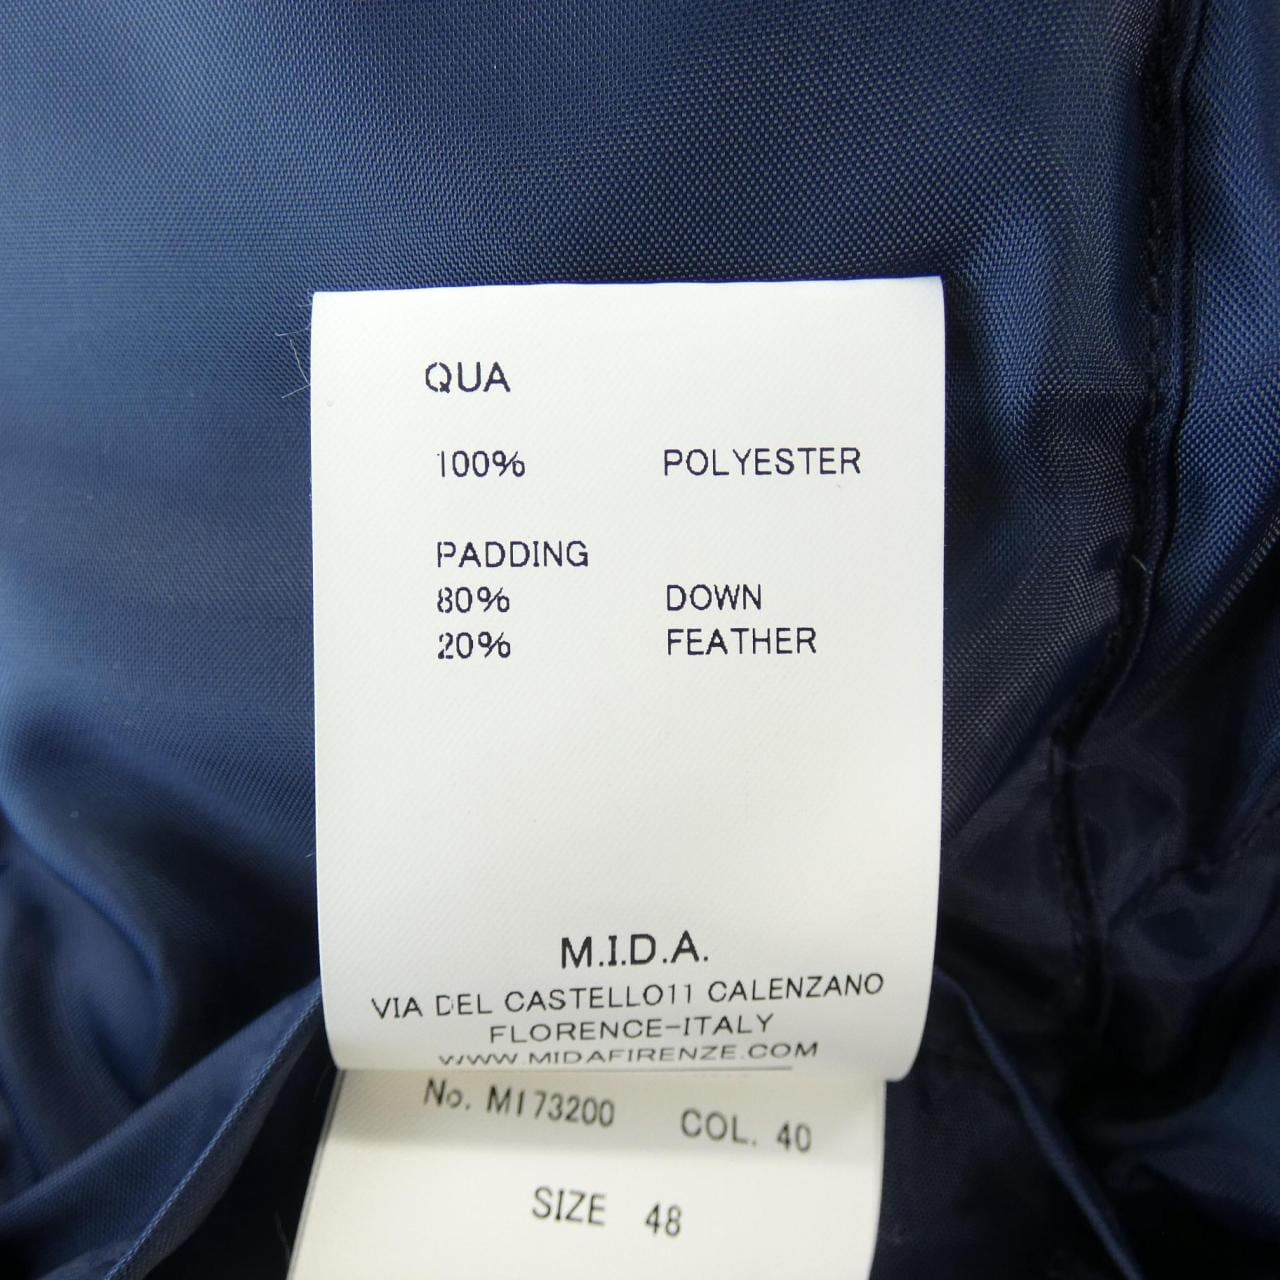 QUA
100% POLYESTER
PADDING
80% DOWN
20% FEATHER
M.I.D.A.
VIA DEL CASTELLO11 CALENZANO
FLORENCE-ITALY
WWW.MIDAFIRENZE.COM
No. MI73200 COL. 40
SIZE 48